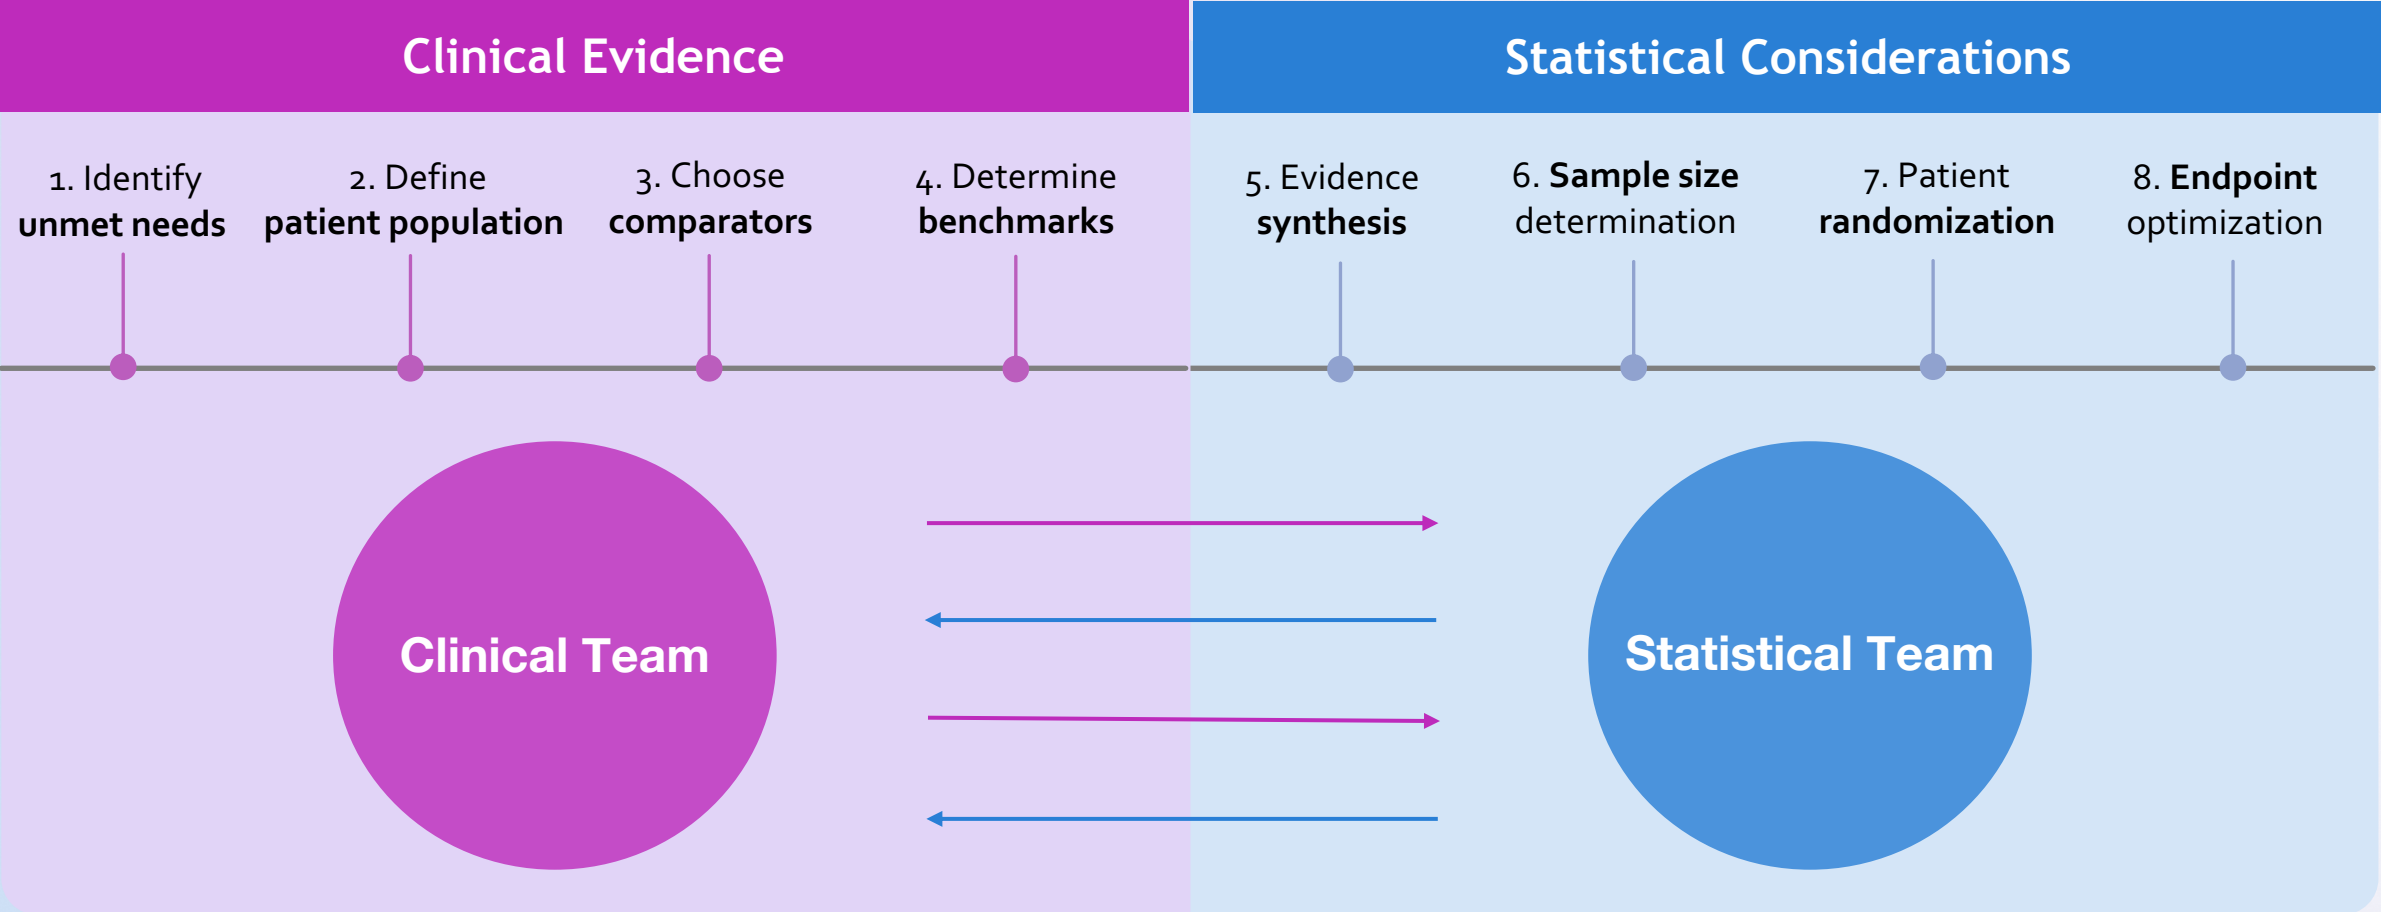 Clinical Evidence
Statistical Considerations
1. Identify
unmet needs
2. Define
patient population
3. Choose
comparators
4. Determine
benchmarks
5. Evidence
synthesis
6. Sample size
determination
7. Patient
randomization
8. Endpoint
optimization
Clinical Team
Statistical Team